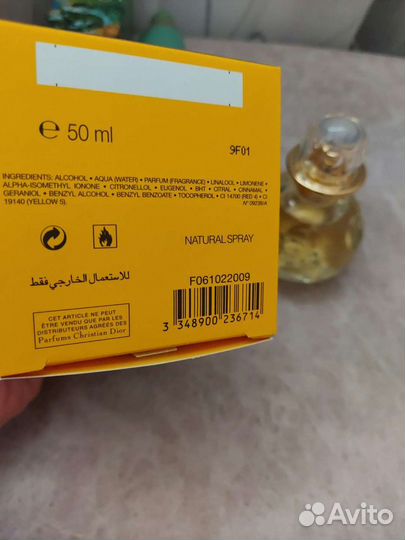 ℮ 50 ml
9F01
INGREDIENTS: ALCOHOL • AQUA (WATER) • PARFUM (FRAGRANCE) • LINALOOL • LIMONENE •
ALPHA-ISOMETHYL IONONE • CITRONELLOL • EUGENOL • BHT • CITRAL • CINNAMAL •
GERANIOL • BENZYL ALCOHOL • BENZYL BENZOATE • TOCOPHEROL • CI 14700 (RED 4) • CI
19140 (YELLOW 5).
N° 09239/A
NATURAL SPRAY
للاستعمال الخارجي فقط
F061022009
CET ARTICLE NE PEUT
ÊTRE VENDU QUE PAR LES
DISTRIBUTEURS AGRÉÉS DES
Parfums Christian Dior
3 348900 236714
Avito